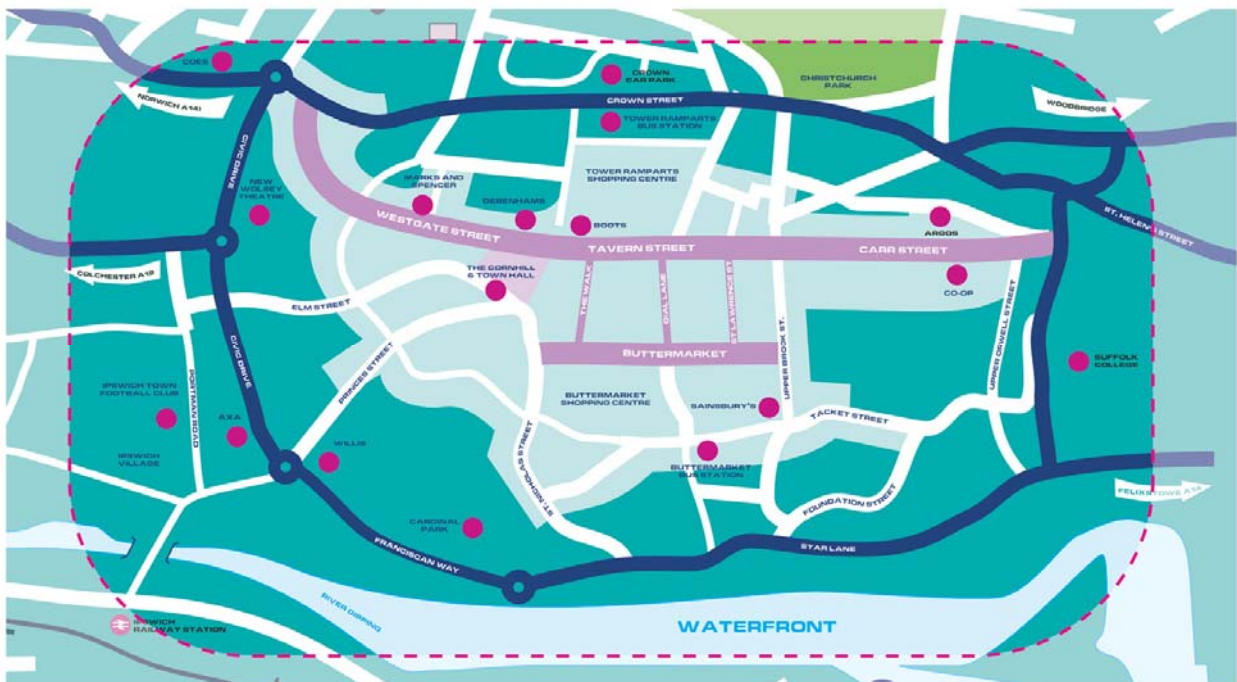 COES
CROWN
CAR PARK
CHRISTCHURCH
PARK
NORWICH A140
CROWN STREET
WOODBRIDGE
TOWER RAMPARTS
BUS STATION
CIVIC DRIVE
NEW
WOLSEY
THEATRE
MARKS AND
SPENCER
TOWER RAMPARTS
SHOPPING CENTRE
DEBENHAMS
BOOTS
ARGOS
ST. HELEN'S STREET
WESTGATE STREET
TAVERN STREET
CARR STREET
COLCHESTER A12
THE CORNHILL
& TOWN HALL
THE WALK
DIAL LANE
ST LAWRENCE ST
CO-OP
ELM STREET
UPPER BROOK ST.
UPPER ORWELL STREET
CIVIC DRIVE
PRINCES STREET
BUTTERMARKET
SUFFOLK
COLLEGE
IPSWICH TOWN
FOOTBALL CLUB
PORTMAN ROAD
BUTTERMARKET
SHOPPING CENTRE
SAINSBURY'S
TACKET STREET
AXA
WILLIS
IPSWICH
VILLAGE
ST. NICHOLAS STREET
BUTTERMARKET
BUS STATION
FOUNDATION STREET
FELIXSTOWE A14
CARDINAL
PARK
FRANCISCAN WAY
STAR LANE
RIVER GIPPING
WATERFRONT
IPSWICH
RAILWAY STATION